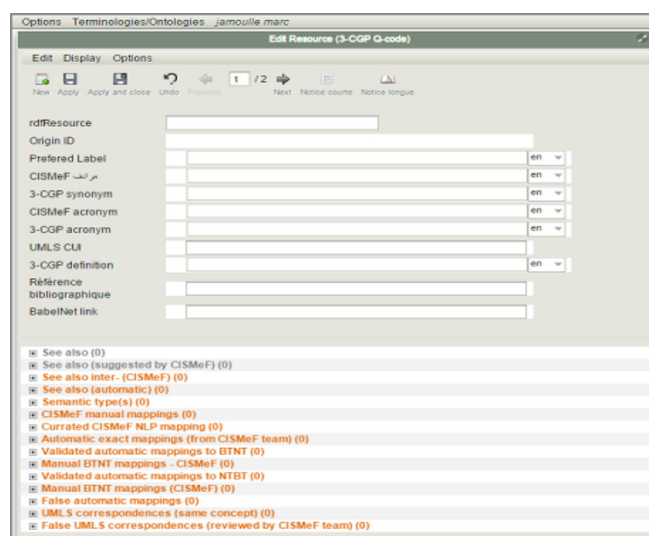 Options Terminologies/Ontologies jamoulle marc
Edit Resource (3-CGP Q-code)
Edit Display Options
1 / 2
New Apply Apply and close Undo Previous Next Notice courte Notice longue
rdfResource
Origin ID
Prefered Label en
CISMeF مرادف en
3-CGP synonym en
CISMeF acronym en
3-CGP acronym en
UMLS CUI
3-CGP definition en
Référence
bibliographique
BabelNet link
See also (0)
See also (suggested by CISMeF) (0)
See also inter- (CISMeF) (0)
See also (automatic) (0)
Semantic type(s) (0)
CISMeF manual mappings (0)
Currated CISMeF NLP mapping (0)
Automatic exact mappings (from CISMeF team) (0)
Validated automatic mappings to BTNT (0)
Manual BTNT mappings - CISMeF (0)
Validated automatic mappings to NTBT (0)
Manual BTNT mappings (CISMeF) (0)
False automatic mappings (0)
UMLS correspondences (same concept) (0)
False UMLS correspondences (reviewed by CISMeF team) (0)